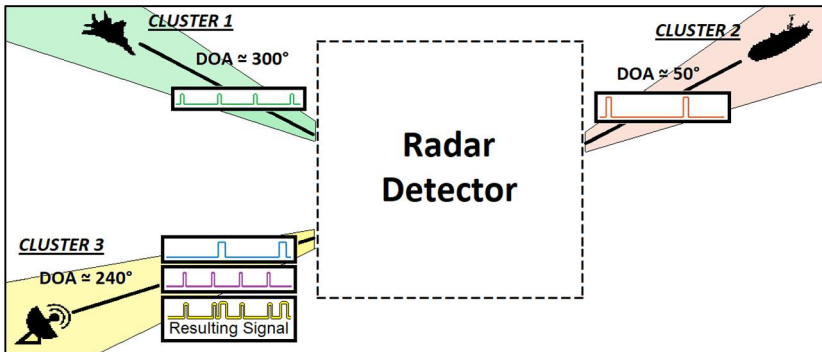 CLUSTER 1
DOA ≃ 300°
CLUSTER 2
DOA ≃ 50°
Radar
Detector
CLUSTER 3
DOA ≃ 240°
Resulting Signal